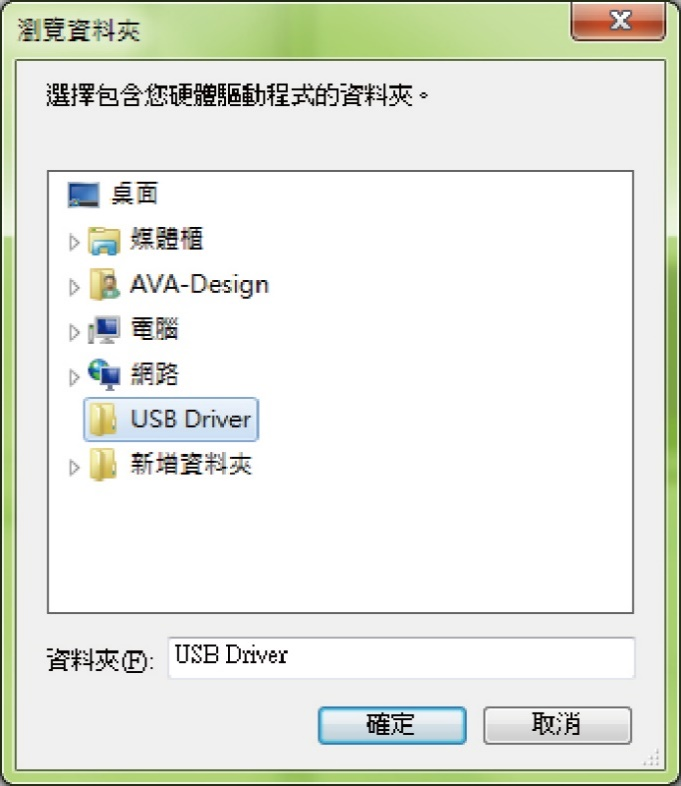 瀏覽資料夾
選擇包含您硬體驅動程式的資料夾。
桌面
媒體櫃
AVA-Design
電腦
網路
USB Driver
新增資料夾
資料夾(F): USB Driver
確定 取消